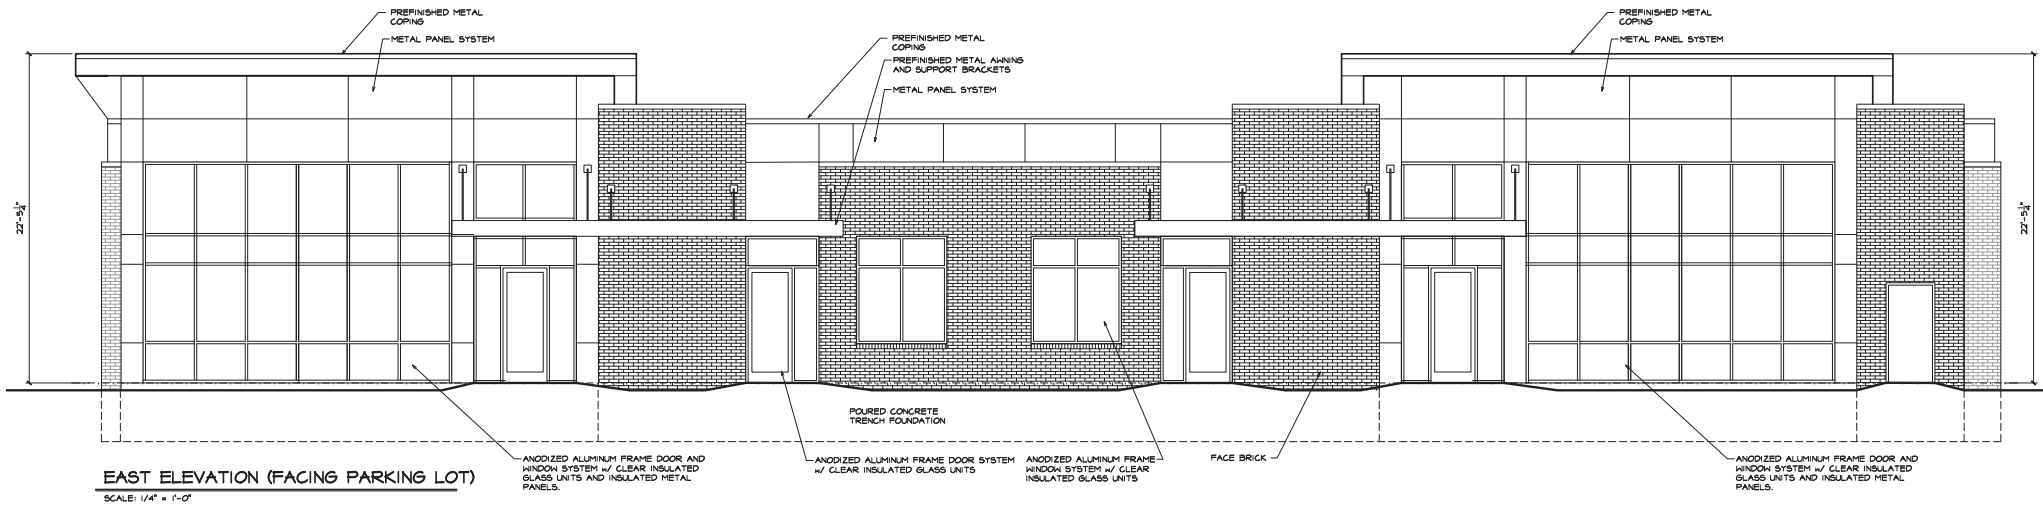 PREFINISHED METAL
COPING
METAL PANEL SYSTEM
PREFINISHED METAL
COPING
PREFINISHED METAL AWNING
AND SUPPORT BRACKETS
METAL PANEL SYSTEM
PREFINISHED METAL
COPING
METAL PANEL SYSTEM
22'-5¼"
22'-5¼"
POURED CONCRETE
TRENCH FOUNDATION
ANODIZED ALUMINUM FRAME DOOR AND
WINDOW SYSTEM w/ CLEAR INSULATED
GLASS UNITS AND INSULATED METAL
PANELS.
ANODIZED ALUMINUM FRAME DOOR SYSTEM
w/ CLEAR INSULATED GLASS UNITS
ANODIZED ALUMINUM FRAME
WINDOW SYSTEM w/ CLEAR
INSULATED GLASS UNITS
FACE BRICK
ANODIZED ALUMINUM FRAME DOOR AND
WINDOW SYSTEM w/ CLEAR INSULATED
GLASS UNITS AND INSULATED METAL
PANELS.
EAST ELEVATION (FACING PARKING LOT)
SCALE: 1/4" = 1'-0"